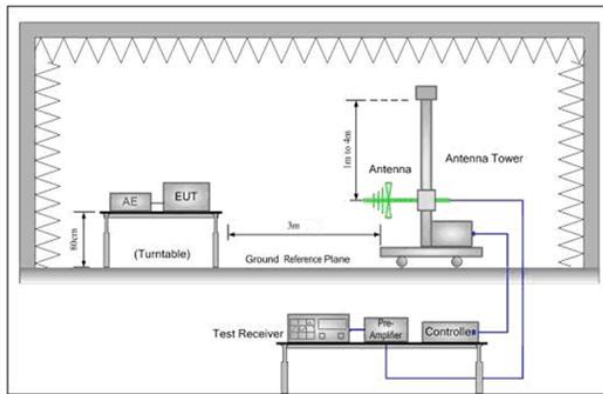 1m to 4m
Antenna
Antenna Tower
AE
EUT
80cm
(Turntable)
3m
Ground Reference Plane
Test Receiver
Pre-
Amplifier
Controller